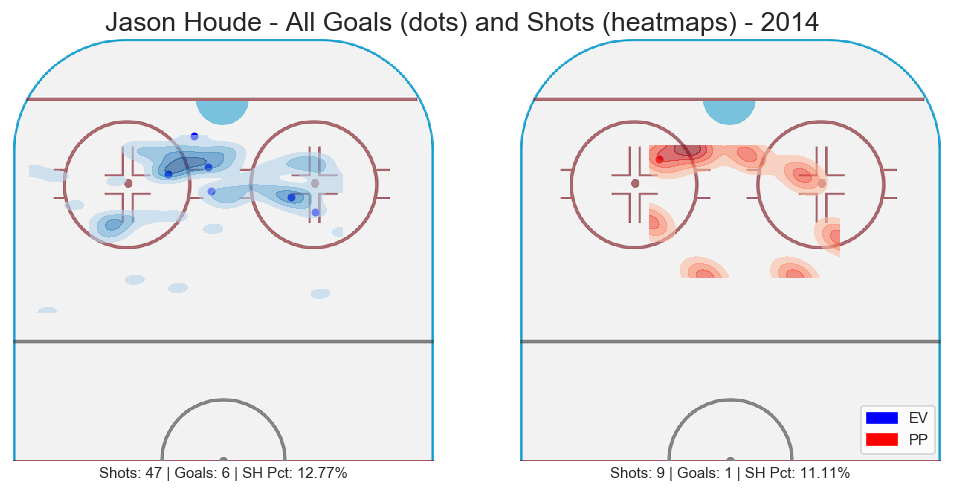 Jason Houde - All Goals (dots) and Shots (heatmaps) - 2014
EV
PP
Shots: 47 | Goals: 6 | SH Pct: 12.77%
Shots: 9 | Goals: 1 | SH Pct: 11.11%